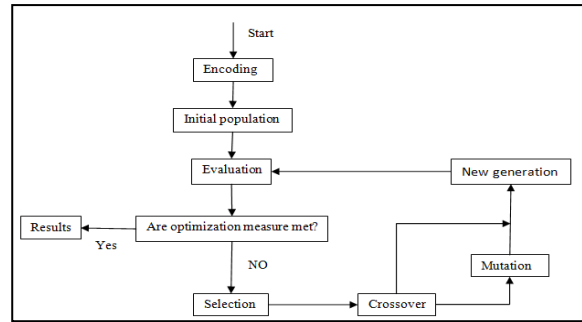 Start
Encoding
Initial population
Evaluation
New generation
Results
Are optimization measure met?
Yes
NO
Mutation
Selection
Crossover